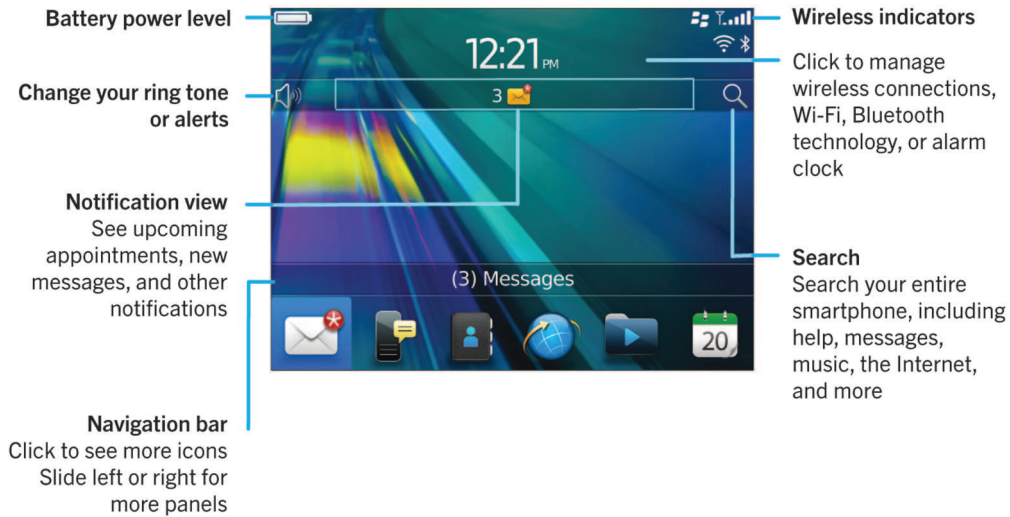 Battery power level
Change your ring tone
or alerts
Notification view
See upcoming
appointments, new
messages, and other
notifications
Navigation bar
Click to see more icons
Slide left or right for
more panels
12:21 PM
3
(3) Messages
20
Wireless indicators
Click to manage
wireless connections,
Wi-Fi, Bluetooth
technology, or alarm
clock
Search
Search your entire
smartphone, including
help, messages,
music, the Internet,
and more